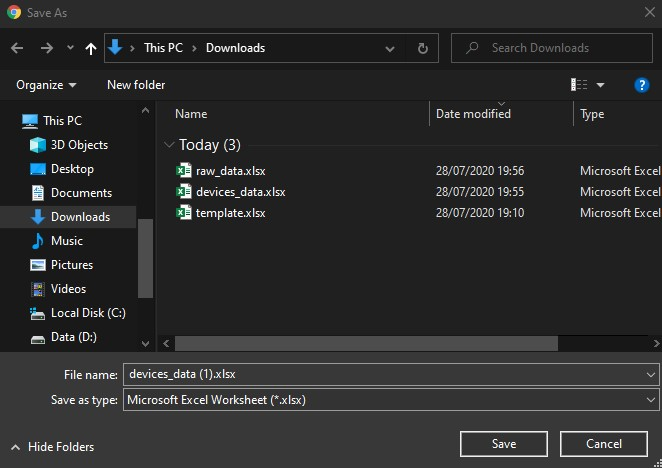 Save As
This PC > Downloads
Search Downloads
Organize New folder ?
This PC
3D Objects
Desktop
Documents
Downloads
Music
Pictures
Videos
Local Disk (C:)
Data (D:)
Name Date modified Type
Today (3)
raw_data.xlsx 28/07/2020 19:56 Microsoft Excel
devices_data.xlsx 28/07/2020 19:55 Microsoft Excel
template.xlsx 28/07/2020 19:10 Microsoft Excel
File name: devices_data (1).xlsx
Save as type: Microsoft Excel Worksheet (*.xlsx)
Hide Folders Save Cancel